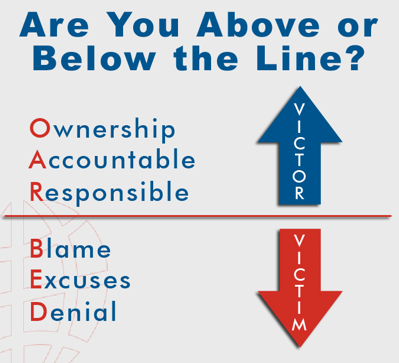 Are You Above or
Below the Line?
Ownership
Accountable
Responsible
VICTOR
Blame
Excuses
Denial
VICTIM